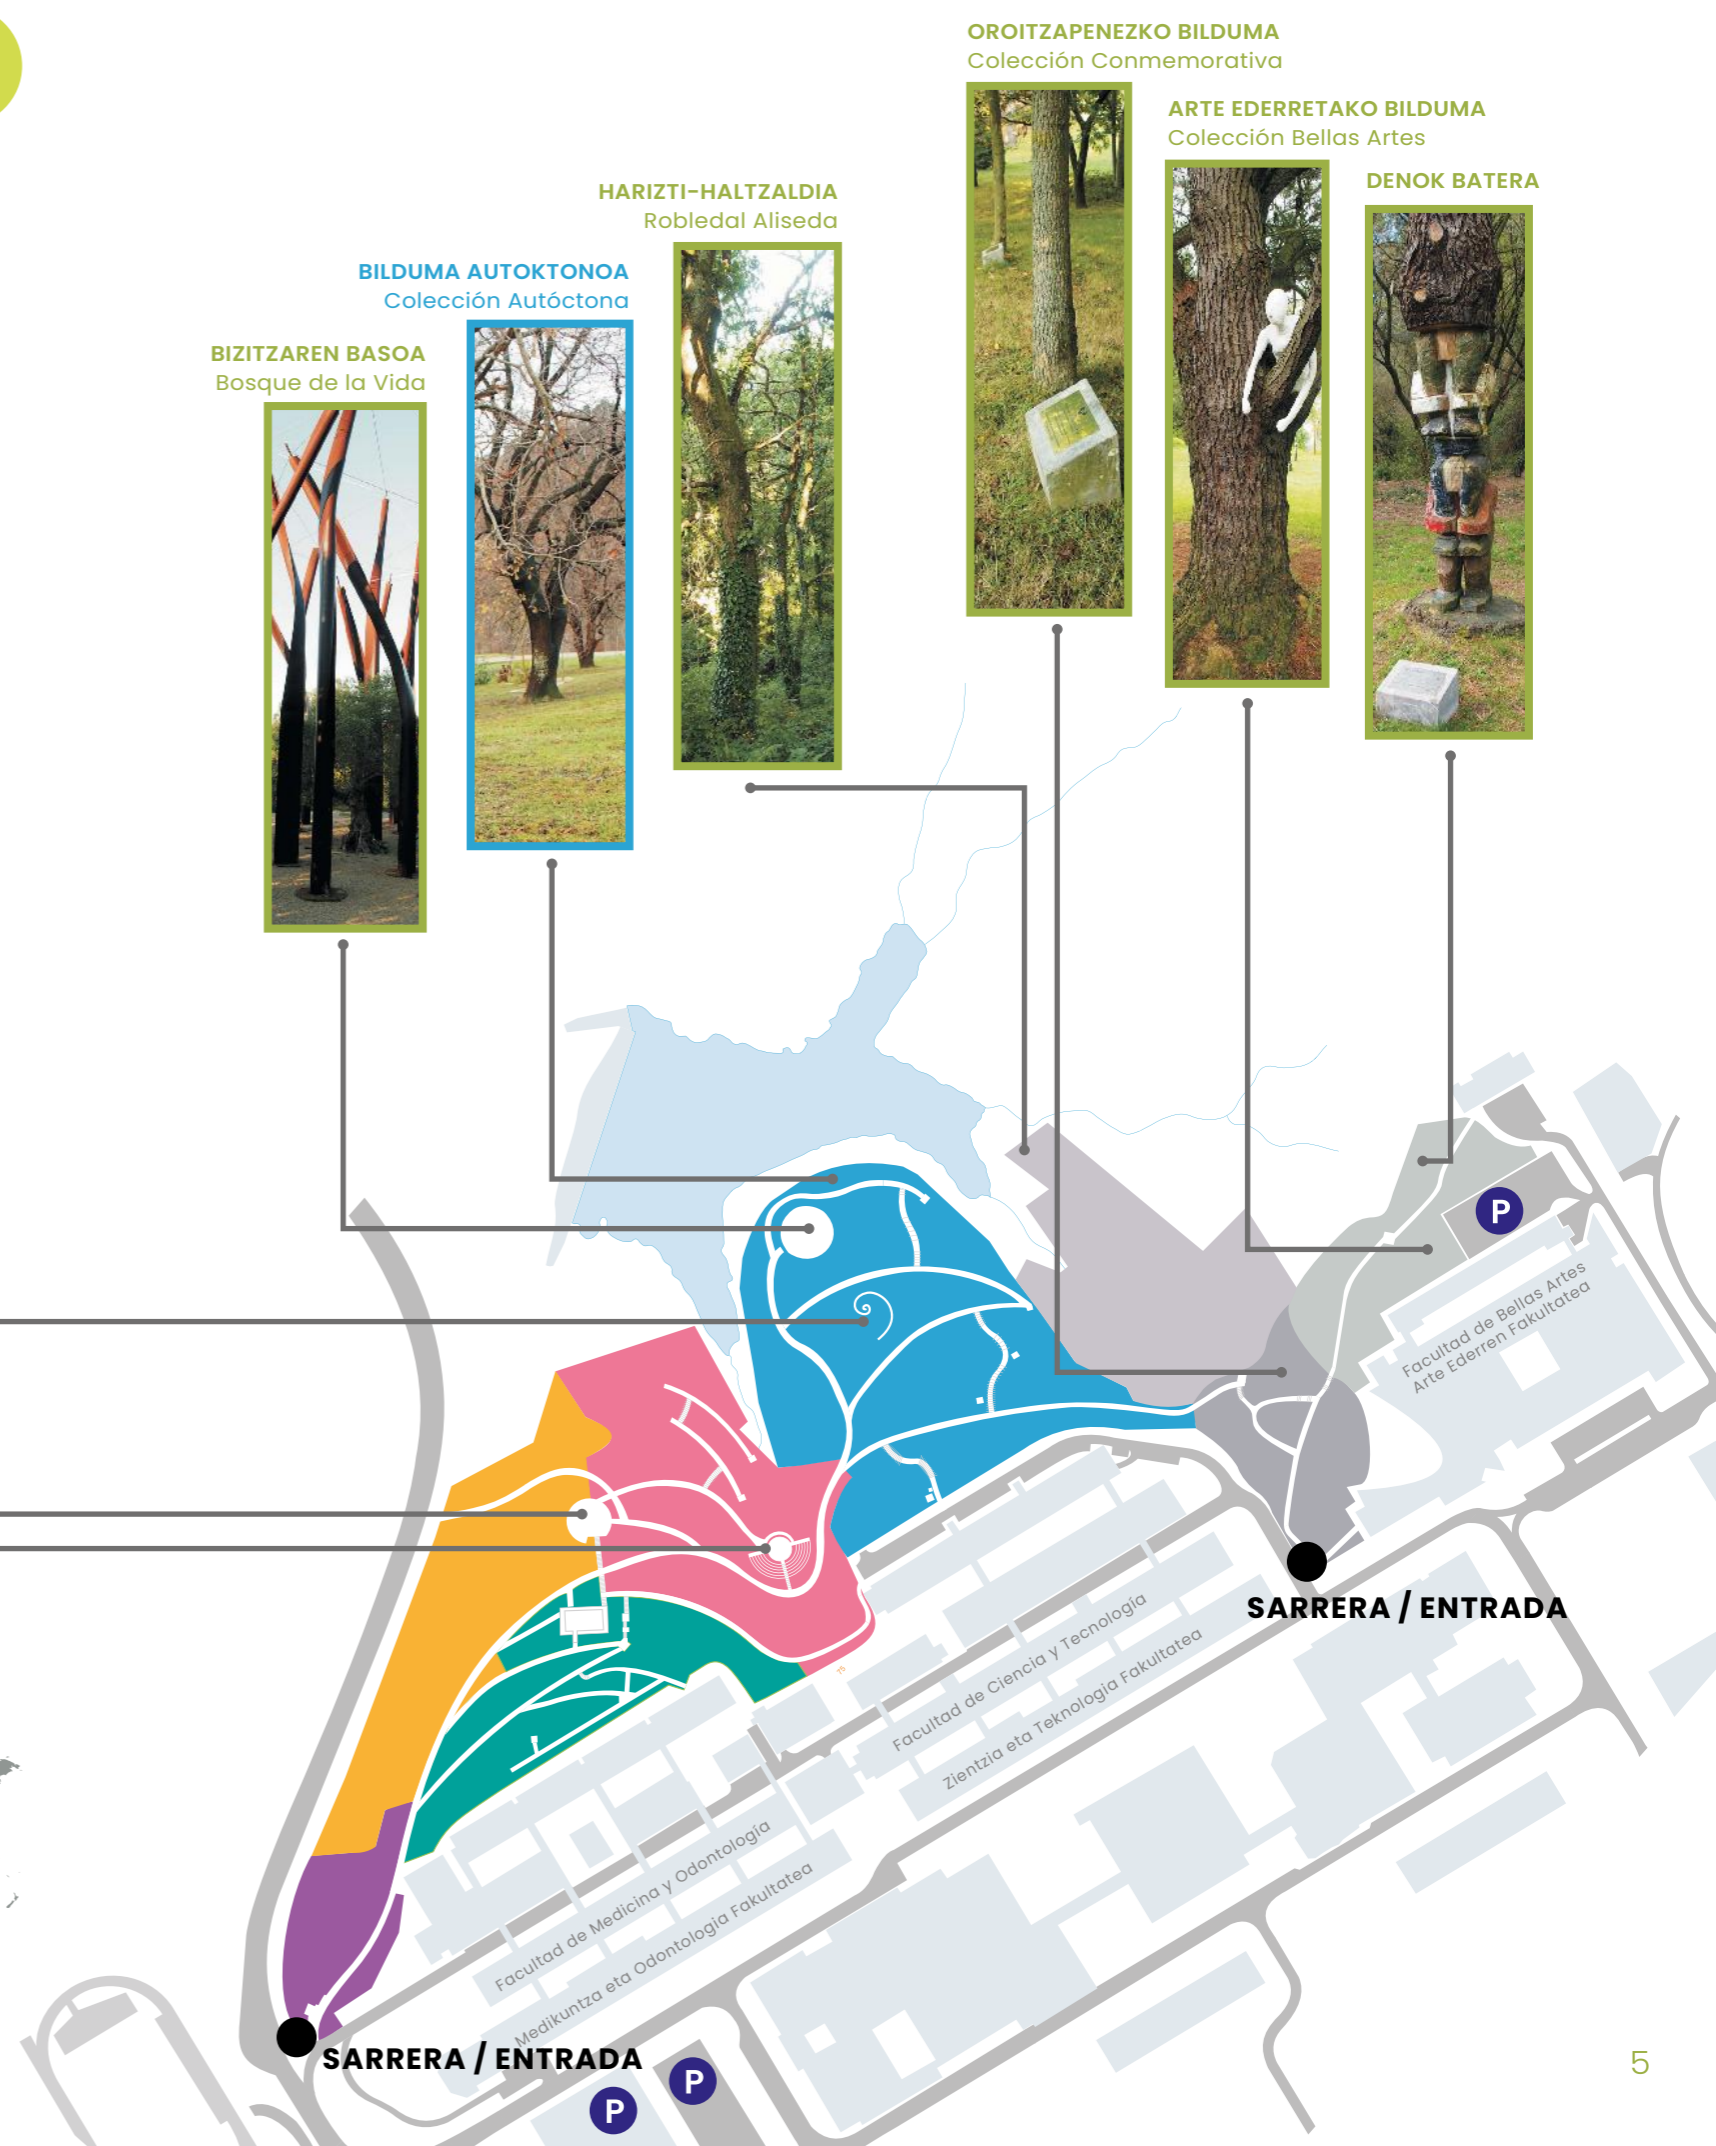 OROITZAPENEZKO BILDUMA
Colección Conmemorativa
ARTE EDERRETAKO BILDUMA
Colección Bellas Artes
DENOK BATERA
HARIZTI-HALTZALDIA
Robledal Aliseda
BILDUMA AUTOKTONOA
Colección Autóctona
BIZITZAREN BASOA
Bosque de la Vida
P
Facultad de Bellas Artes
Arte Ederren Fakultatea
SARRERA / ENTRADA
Facultad de Ciencia y Tecnología
Zientzia eta Teknologia Fakultatea
Facultad de Medicina y Odontología
Medikuntza eta Odontologia Fakultatea
SARRERA / ENTRADA
P
P
5